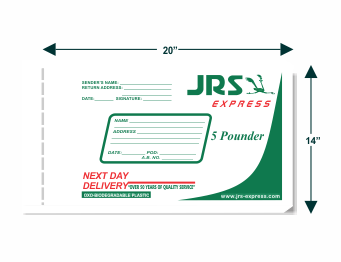 20"
SENDER'S NAME:
RETURN ADDRESS:
DATE: SIGNATURE:
JRS
EXPRESS
NAME
ADDRESS
DATE: POD:
A.B. NO.
5 Pounder
14"
NEXT DAY
DELIVERY "OVER 50 YEARS OF QUALITY SERVICE"
OXO-BIODEGRADABLE PLASTIC
www.jrs-express.com